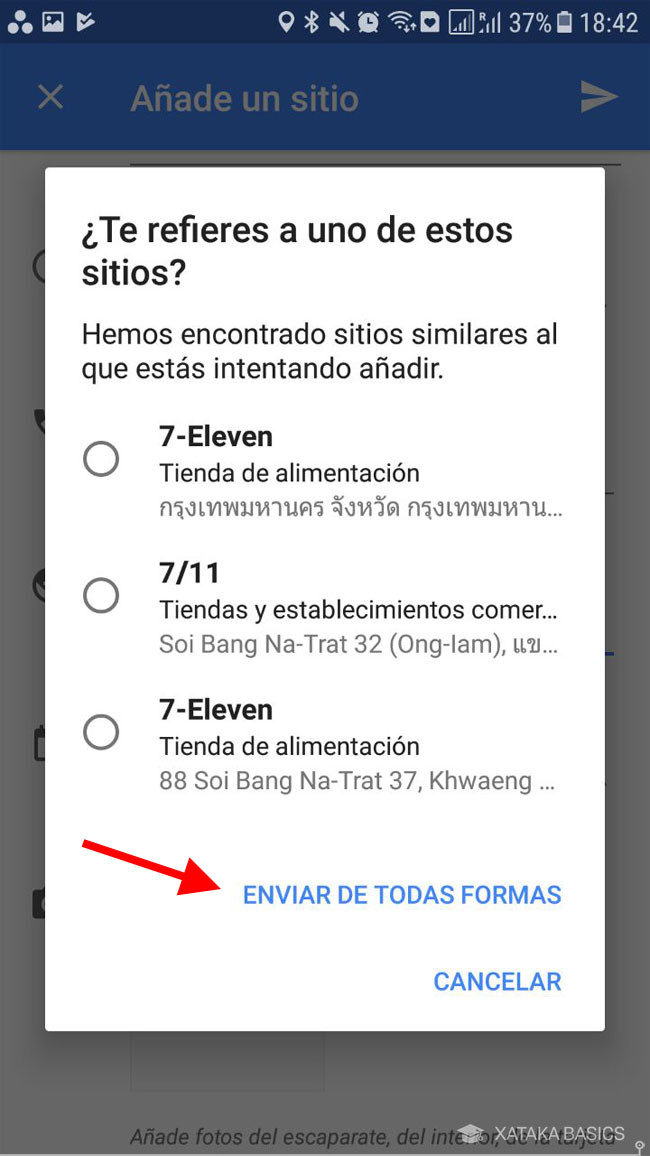 37% 18:42
Añade un sitio
¿Te refieres a uno de estos
sitios?
Hemos encontrado sitios similares al
que estás intentando añadir.
7-Eleven
Tienda de alimentación
กรุงเทพมหานคร จังหวัด กรุงเทพมหาน...
7/11
Tiendas y establecimientos comer...
Soi Bang Na-Trat 32 (Ong-Iam), แข...
7-Eleven
Tienda de alimentación
88 Soi Bang Na-Trat 37, Khwaeng ...
ENVIAR DE TODAS FORMAS
CANCELAR
Añade fotos del escaparate, del interior, de la tarjeta
XATAKA BASICS